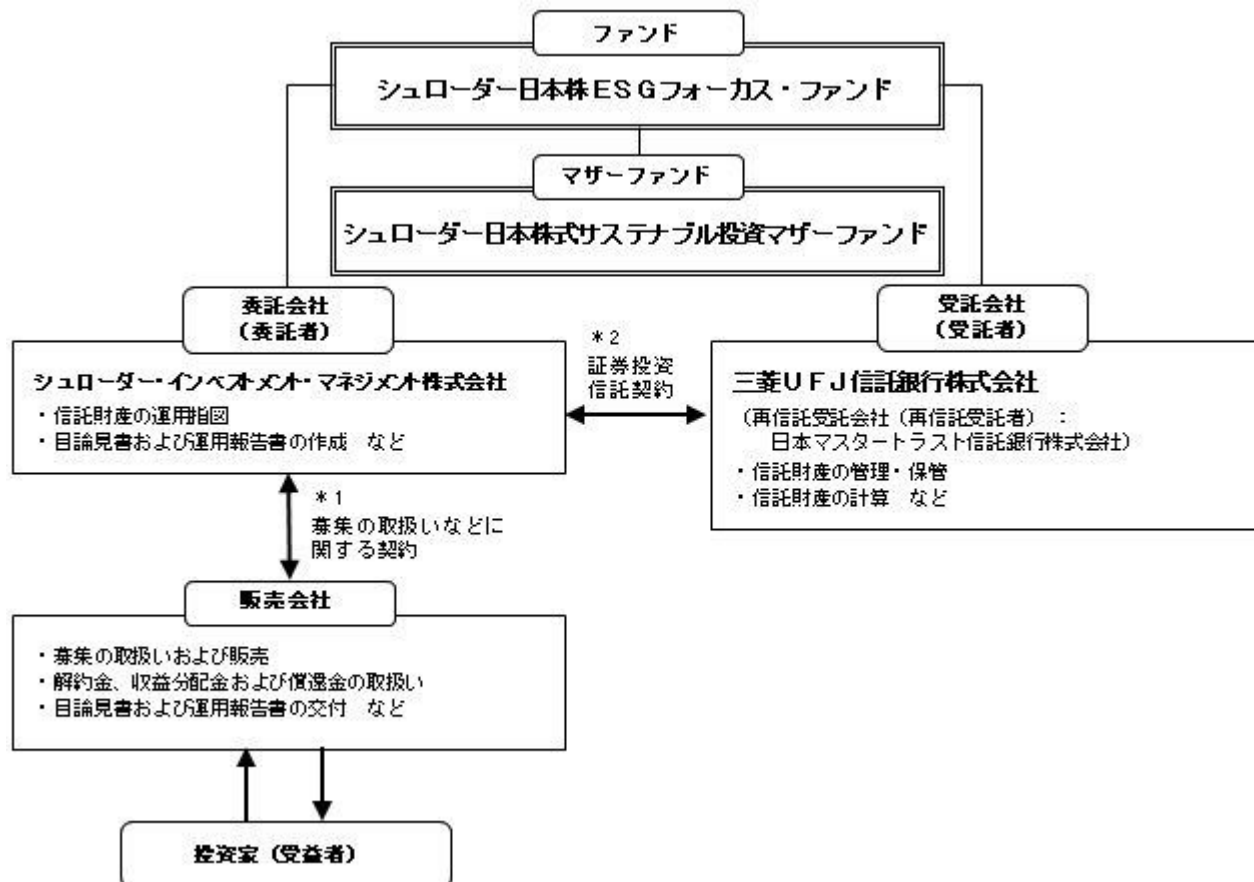 ファンド
シュローダー日本株ESGフォーカス・ファンド
マザーファンド
シュローダー日本株式サステナブル投資マザーファンド
委託会社
(委託者)
シュローダー・インベストメント・マネジメント株式会社
・信託財産の運用指図
・目論見書および運用報告書の作成 など
*2
証券投資
信託契約
受託会社
(受託者)
三菱UFJ信託銀行株式会社
(再信託受託会社(再信託受託者) :
日本マスタートラスト信託銀行株式会社)
・信託財産の管理・保管
・信託財産の計算 など
*1
募集の取扱いなどに
関する契約
販売会社
・募集の取扱いおよび販売
・解約金、収益分配金および償還金の取扱い
・目論見書および運用報告書の交付 など
投資家(受益者)